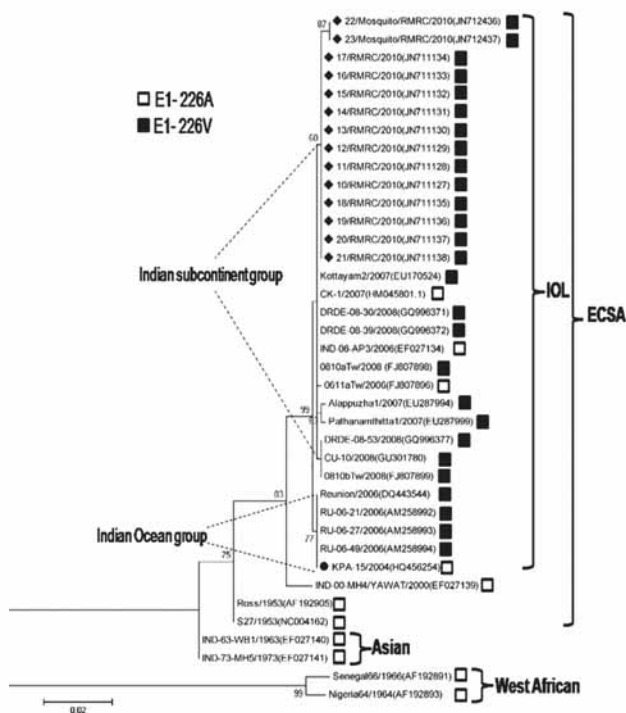 87
22/Mosquito/RMRC/2010(JN712436)
23/Mosquito/RMRC/2010(JN712437)
17/RMRC/2010(JN711134)
16/RMRC/2010(JN711133)
15/RMRC/2010(JN711132)
14/RMRC/2010(JN711131)
13/RMRC/2010(JN711130)
12/RMRC/2010(JN711129)
11/RMRC/2010(JN711128)
10/RMRC/2010(JN711127)
18/RMRC/2010(JN711135)
19/RMRC/2010(JN711136)
20/RMRC/2010(JN711137)
21/RMRC/2010(JN711138)
E1-226A
E1-226V
60
Indian subcontinent group
Kottayam2/2007(EU170524)
CK-1/2007(HM045801.1)
DRDE-08-30/2008(GQ996371)
DRDE-08-39/2008(GQ996372)
IND-06-AP3/2006(EF027134)
0810aTw/2008 (FJ807898)
0611aTw/2006(FJ807896)
Alappuzha1/2007(EU287994)
Pathanamthitta1/2007(EU287999)
DRDE-08-53/2008(GQ996377)
CU-10/2008(GU301780)
0810bTw/2008(FJ807899)
IOL
ECSA
99
Indian Ocean group
Reunion/2006(DQ443544)
RU-06-21/2006(AM258992)
RU-06-27/2006(AM258993)
RU-06-49/2006(AM258994)
KPA-15/2004(HQ456254)
77
75
IND-00-MH4/YAWAT/2000(EF027139)
Ross/1953(AF192905)
S27/1953(NC004162)
IND-63-WB1/1963(EF027140)
IND-73-MH5/1973(EF027141)
Asian
Senegal66/1966(AF192891)
Nigeria64/1964(AF192893)
West African
99
0.02